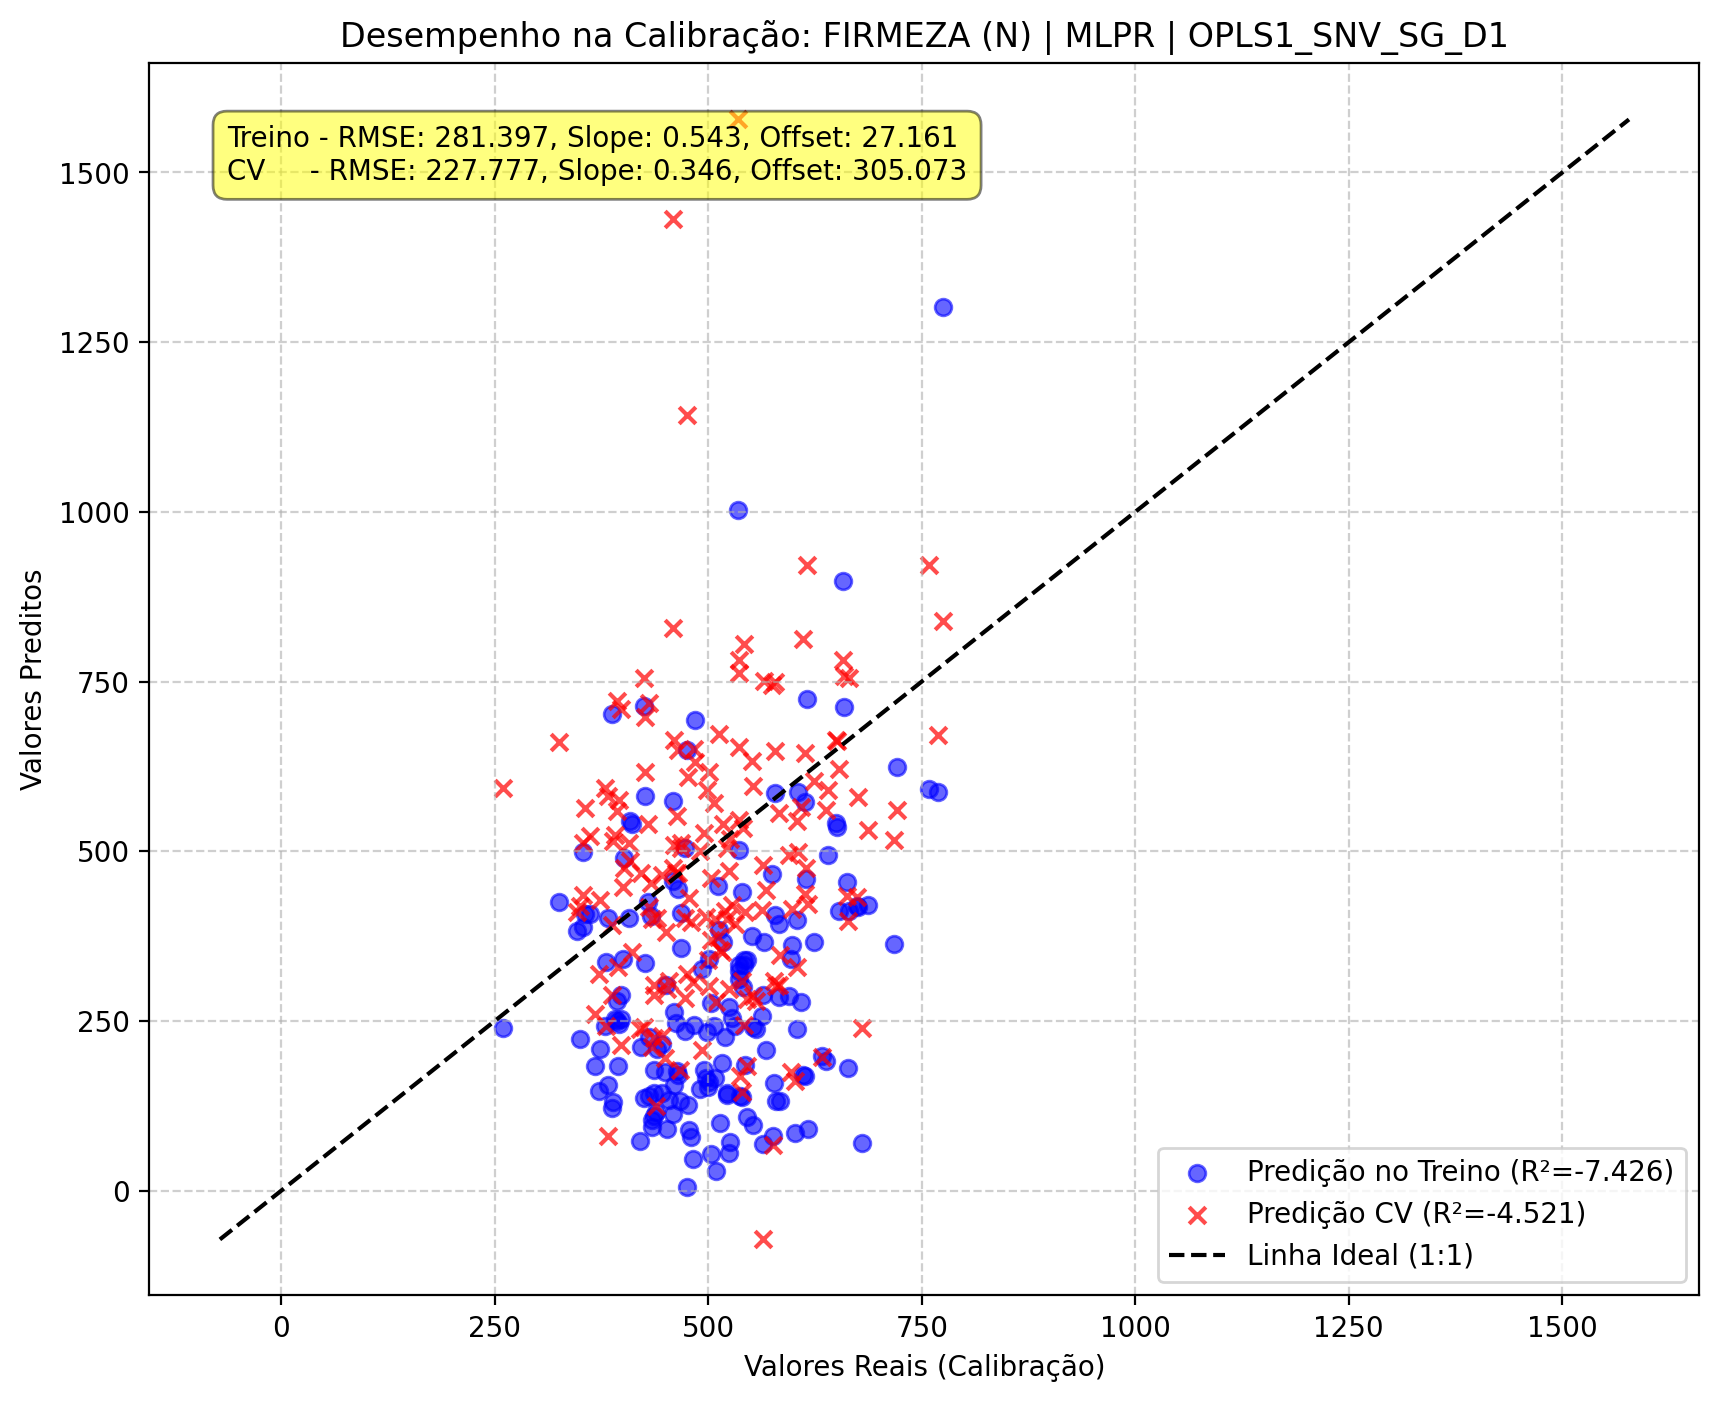 Desempenho na Calibração: FIRMEZA (N) | MLPR | OPLS1_SNV_SG_D1
Treino - RMSE: 281.397, Slope: 0.543, Offset: 27.161
CV - RMSE: 227.777, Slope: 0.346, Offset: 305.073
1500
1250
1000
750
500
250
0
Valores Preditos
Predição no Treino (R²=-7.426)
Predição CV (R²=-4.521)
Linha Ideal (1:1)
0 250 500 750 1000 1250 1500
Valores Reais (Calibração)